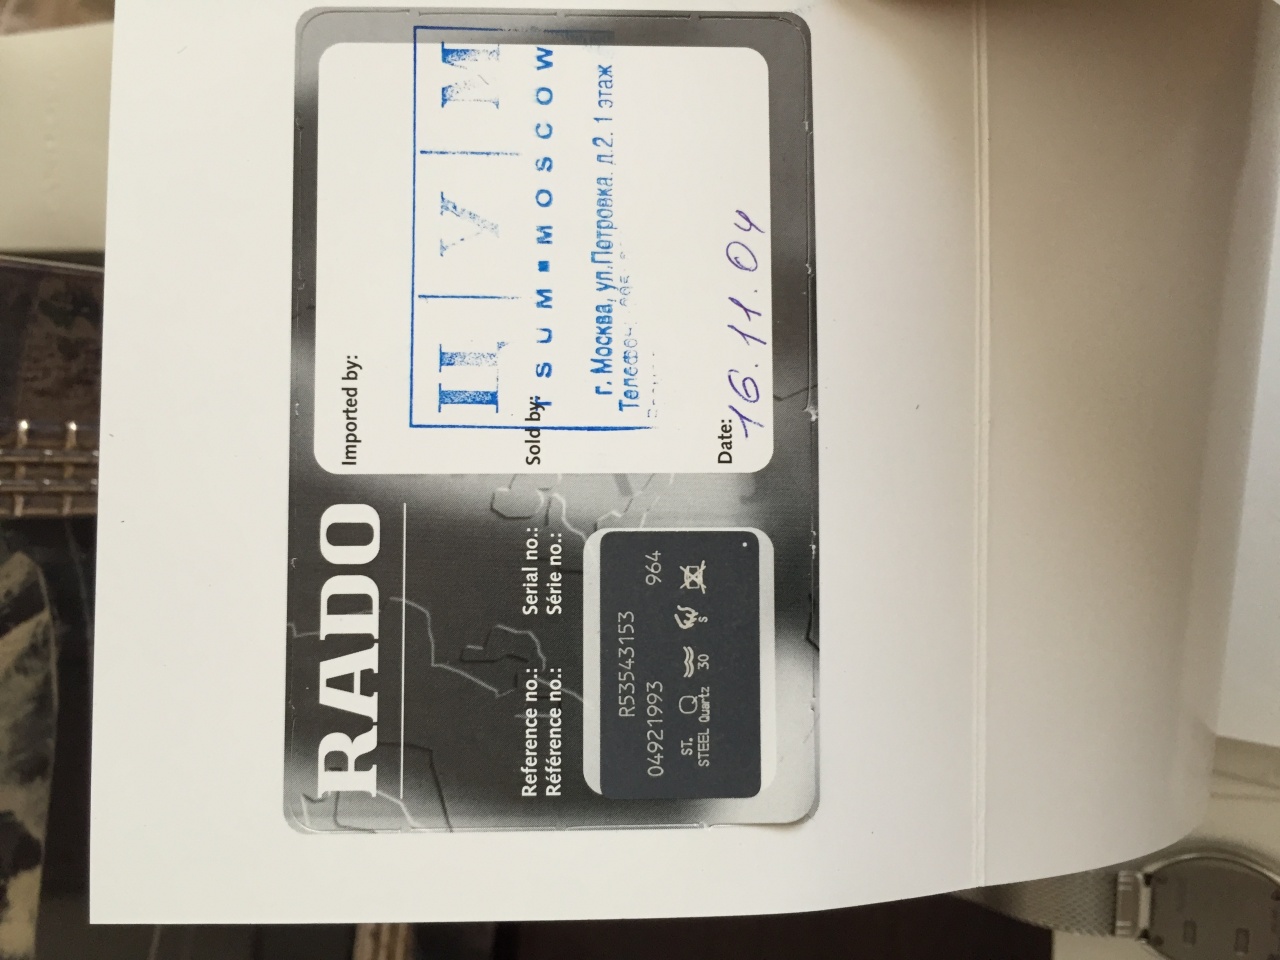 RADO
Reference no.: Serial no.:
Référence no.: Série no.:
R53543153
04921993 964
ST. Q
STEEL Quartz 30 S
Imported by:
Ц У М
Sold by: TSUM ▪ MOSCOW
г. Москва, ул.Петровка. д.2. 1 этаж
Телефон:
Date:
16.11.04